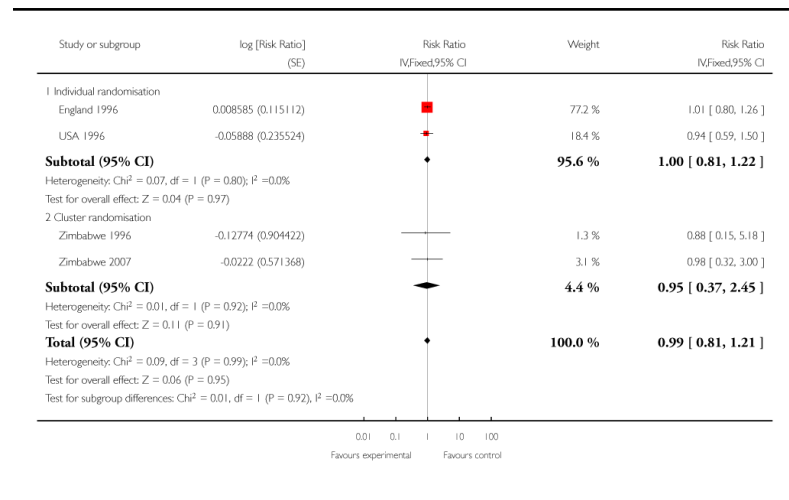 Study or subgroup log [Risk Ratio] Risk Ratio Weight Risk Ratio
(SE) IV,Fixed,95% CI IV,Fixed,95% CI
1 Individual randomisation
England 1996 0.008585 (0.115112) 77.2 % 1.01 [ 0.80, 1.26 ]
USA 1996 -0.05888 (0.235524) 18.4 % 0.94 [ 0.59, 1.50 ]
Subtotal (95% CI) 95.6 % 1.00 [ 0.81, 1.22 ]
Heterogeneity: Chi² = 0.07, df = 1 (P = 0.80); I² =0.0%
Test for overall effect: Z = 0.04 (P = 0.97)
2 Cluster randomisation
Zimbabwe 1996 -0.12774 (0.904422) 1.3 % 0.88 [ 0.15, 5.18 ]
Zimbabwe 2007 -0.0222 (0.571368) 3.1 % 0.98 [ 0.32, 3.00 ]
Subtotal (95% CI) 4.4 % 0.95 [ 0.37, 2.45 ]
Heterogeneity: Chi² = 0.01, df = 1 (P = 0.92); I² =0.0%
Test for overall effect: Z = 0.11 (P = 0.91)
Total (95% CI) 100.0 % 0.99 [ 0.81, 1.21 ]
Heterogeneity: Chi² = 0.09, df = 3 (P = 0.99); I² =0.0%
Test for overall effect: Z = 0.06 (P = 0.95)
Test for subgroup differences: Chi² = 0.01, df = 1 (P = 0.92), I² =0.0%
0.01 0.1 1 10 100
Favours experimental Favours control